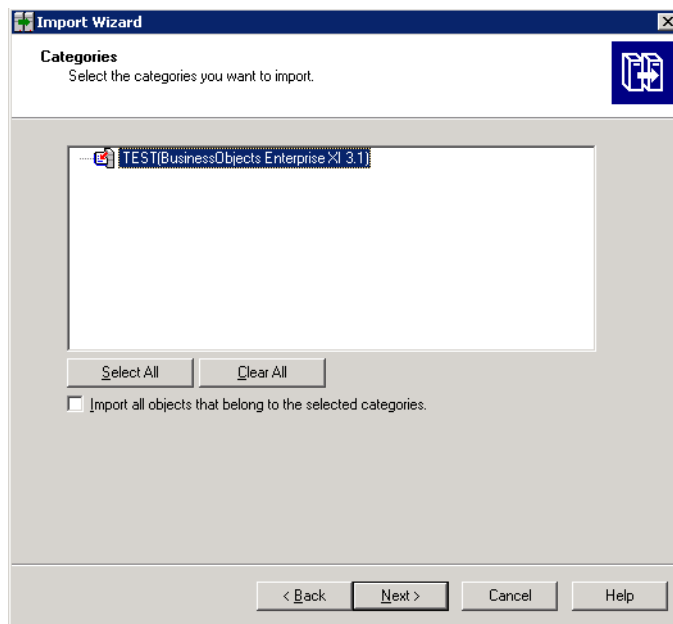 Import Wizard
Categories
Select the categories you want to import.
TEST(BusinessObjects Enterprise XI 3.1)
Select All Clear All
Import all objects that belong to the selected categories.
< Back Next > Cancel Help